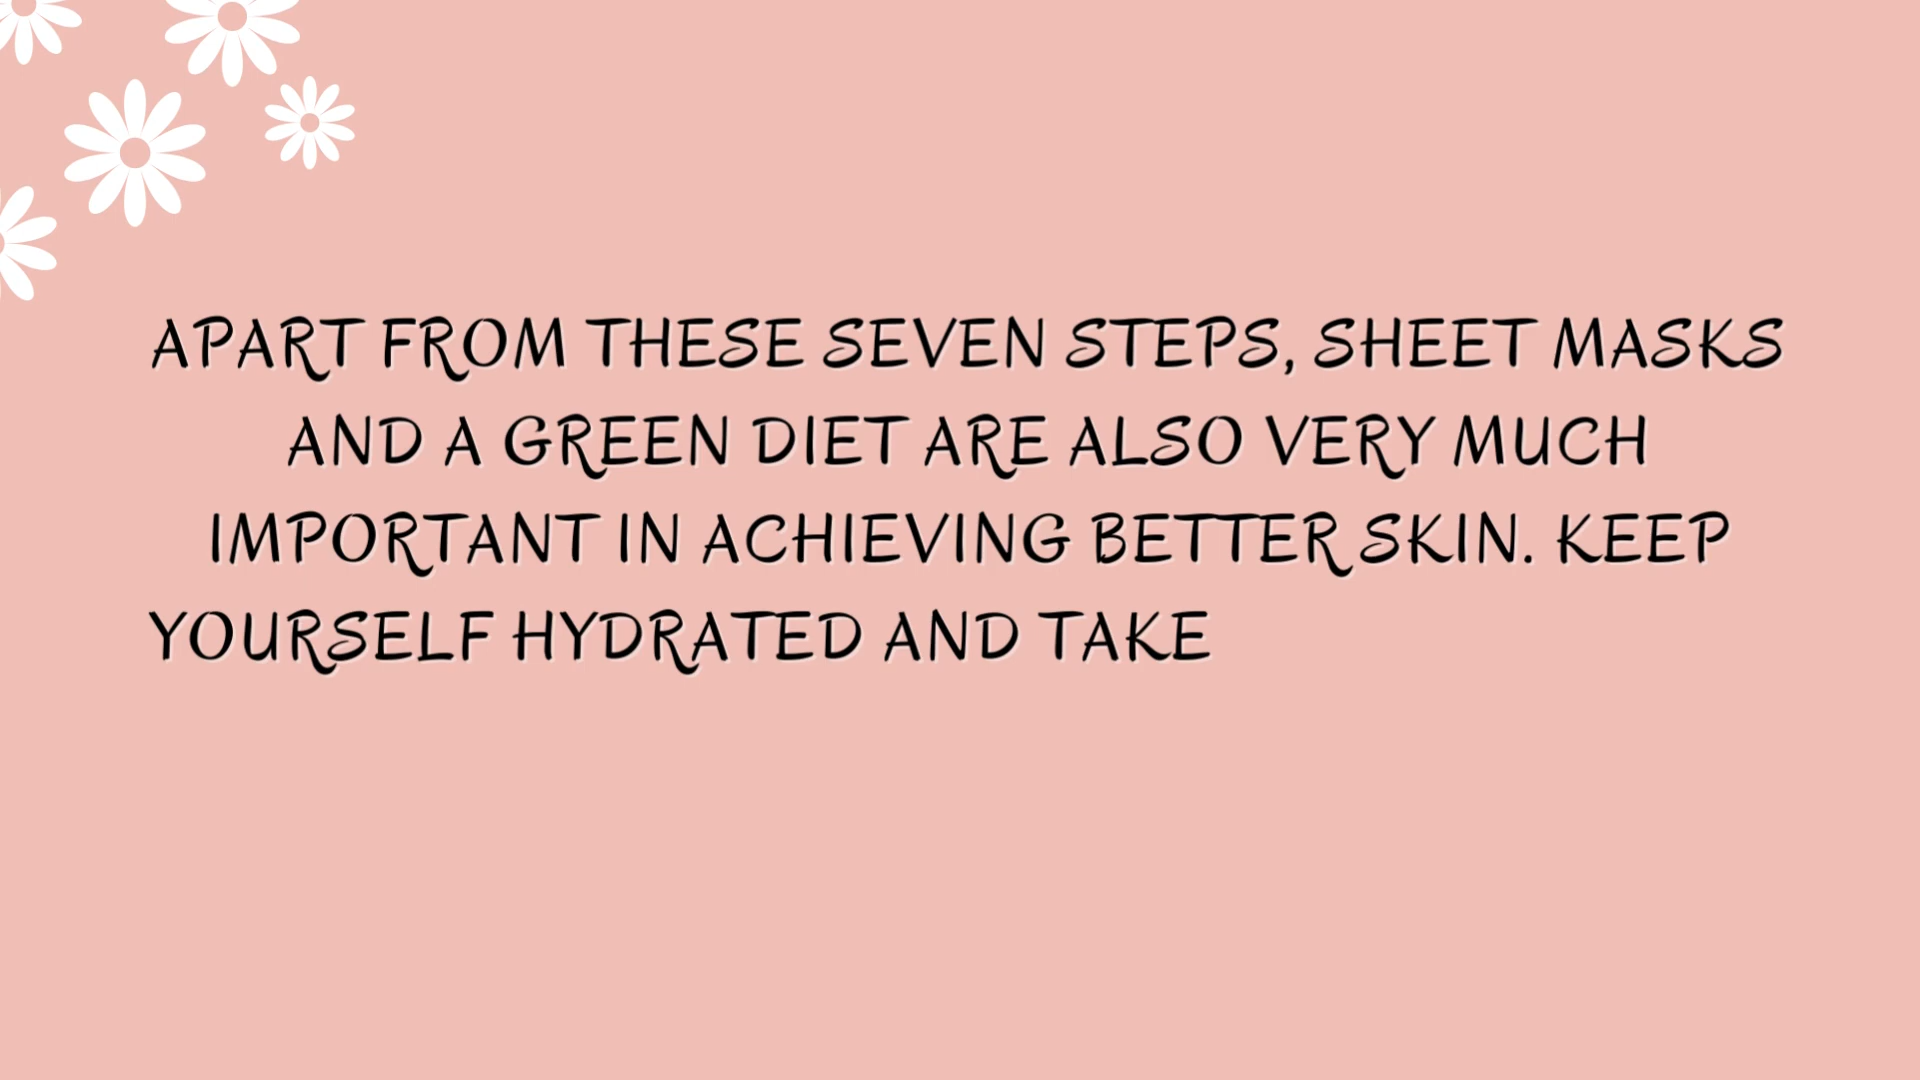 APART FROM THESE SEVEN STEPS, SHEET MASKS
AND A GREEN DIET ARE ALSO VERY MUCH
IMPORTANT IN ACHIEVING BETTER SKIN. KEEP
YOURSELF HYDRATED AND TAKE